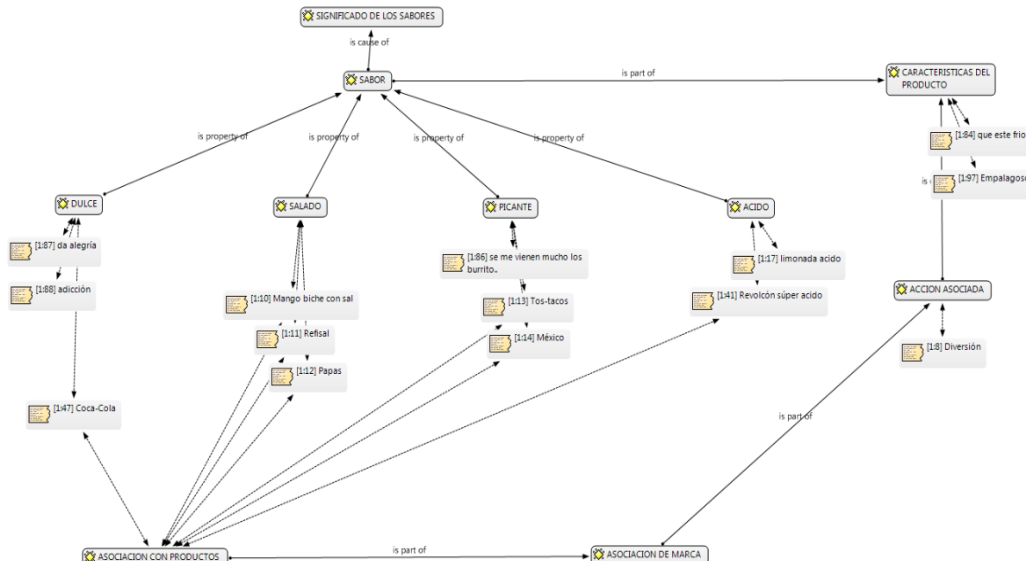 SIGNIFICADO DE LOS SABORES
is cause of
SABOR
is part of
CARACTERISTICAS DEL
PRODUCTO
is property of
is property of
is property of
is property of
[1:84] que este frio
[1:97] Empalagoso
is
DULCE
SALADO
PICANTE
ACIDO
[1:87] da alegría
[1:88] adicción
[1:86] se me vienen mucho los
burrito..
[1:17] limonada acido
[1:10] Mango biche con sal
[1:13] Tos-tacos
[1:41] Revolcón súper acido
ACCION ASOCIADA
[1:11] Refisal
[1:14] México
[1:8] Diversión
[1:12] Papas
[1:47] Coca-Cola
is part of
ASOCIACION CON PRODUCTOS
is part of
ASOCIACION DE MARCA